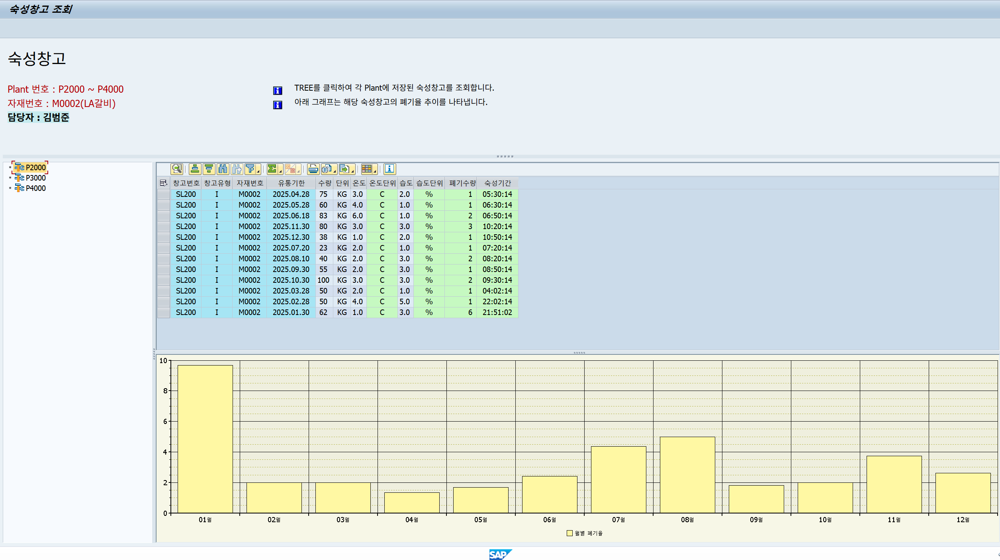 숙성창고 조회
숙성창고
Plant 번호 : P2000 ~ P4000
자재번호 : M0002(LA갈비)
담당자 : 김범준
TREE를 클릭하여 각 Plant에 저장된 숙성창고를 조회합니다.
아래 그래프는 해당 숙성창고의 폐기율 추이를 나타냅니다.
P2000
P3000
P4000
창고번호 창고유형 자재번호 유통기한 수량 단위 온도 온도단위 습도 습도단위 폐기수량 숙성기간
SL200 I M0002 2025.04.28 75 KG 3.0 C 2.0 % 1 05:30:14
SL200 I M0002 2025.05.28 60 KG 4.0 C 1.0 % 1 06:30:14
SL200 I M0002 2025.06.18 83 KG 6.0 C 1.0 % 2 06:50:14
SL200 I M0002 2025.11.30 80 KG 3.0 C 3.0 % 3 10:20:14
SL200 I M0002 2025.12.30 38 KG 1.0 C 2.0 % 1 10:50:14
SL200 I M0002 2025.07.20 23 KG 2.0 C 1.0 % 1 07:20:14
SL200 I M0002 2025.08.10 40 KG 2.0 C 3.0 % 2 08:20:14
SL200 I M0002 2025.09.30 55 KG 2.0 C 3.0 % 1 08:50:14
SL200 I M0002 2025.10.30 100 KG 3.0 C 3.0 % 2 09:30:14
SL200 I M0002 2025.03.28 50 KG 2.0 C 1.0 % 1 04:02:14
SL200 I M0002 2025.02.28 50 KG 4.0 C 5.0 % 1 22:02:14
SL200 I M0002 2025.01.30 62 KG 1.0 C 3.0 % 6 21:51:02
10
8
6
4
2
0
01월 02월 03월 04월 05월 06월 07월 08월 09월 10월 11월 12월
월별 폐기율
SAP